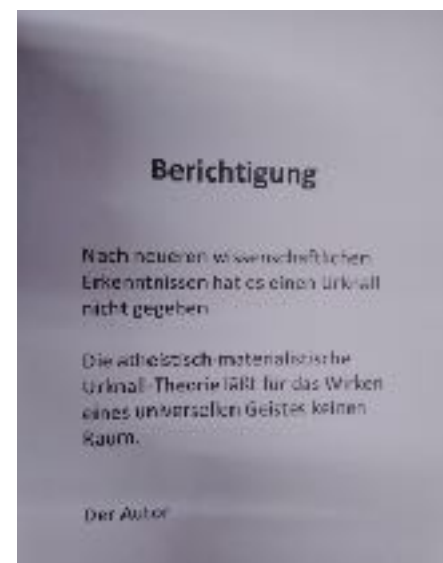 Berichtigung
Nach neueren wissenschaftlichen
Erkenntnissen hat es einen Urknall
nicht gegeben
Die atheistisch-materialistische
Urknall-Theorie läßt für das Wirken
eines universellen Geistes keinen
Raum.
Der Autor